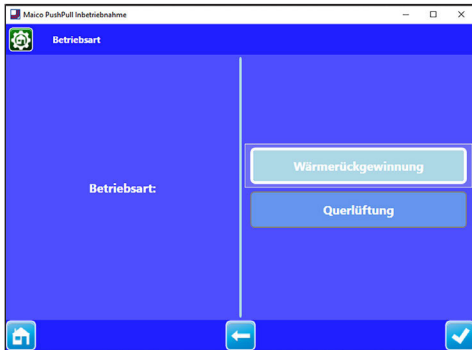 Maico PushPull Inbetriebnahme
Betriebsart
Betriebsart:
Wärmerückgewinnung
Querlüftung